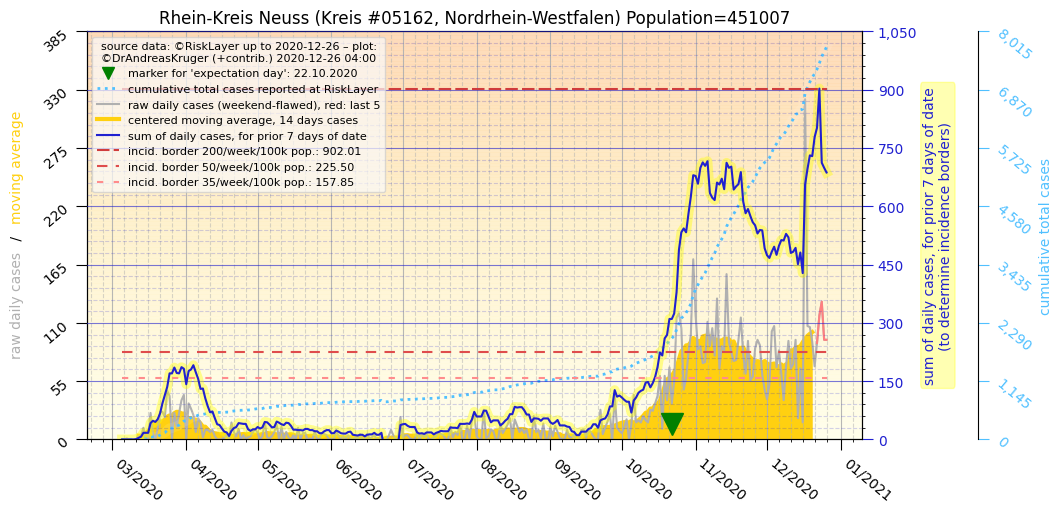 Rhein-Kreis Neuss (Kreis #05162, Nordrhein-Westfalen) Population=451007
source data: ©RiskLayer up to 2020-12-26 – plot:
©DrAndreasKruger (+contrib.) 2020-12-26 04:00
marker for 'expectation day': 22.10.2020
cumulative total cases reported at RiskLayer
raw daily cases (weekend-flawed), red: last 5
centered moving average, 14 days
sum of daily cases, for prior 7 days of date
incid. border 200/week/100k pop.: 902.01
incid. border 50/week/100k pop.: 225.50
incid. border 35/week/100k pop.: 157.85
raw daily cases / moving average
385
330
275
220
165
110
55
0
03/2020
04/2020
05/2020
06/2020
07/2020
08/2020
09/2020
10/2020
11/2020
12/2020
01/2021
1,050
900
750
600
450
300
150
0
sum of daily cases, for prior 7 days of date
(to determine incidence borders)
8,015
6,870
5,725
4,580
3,435
2,290
1,145
0
cumulative total cases